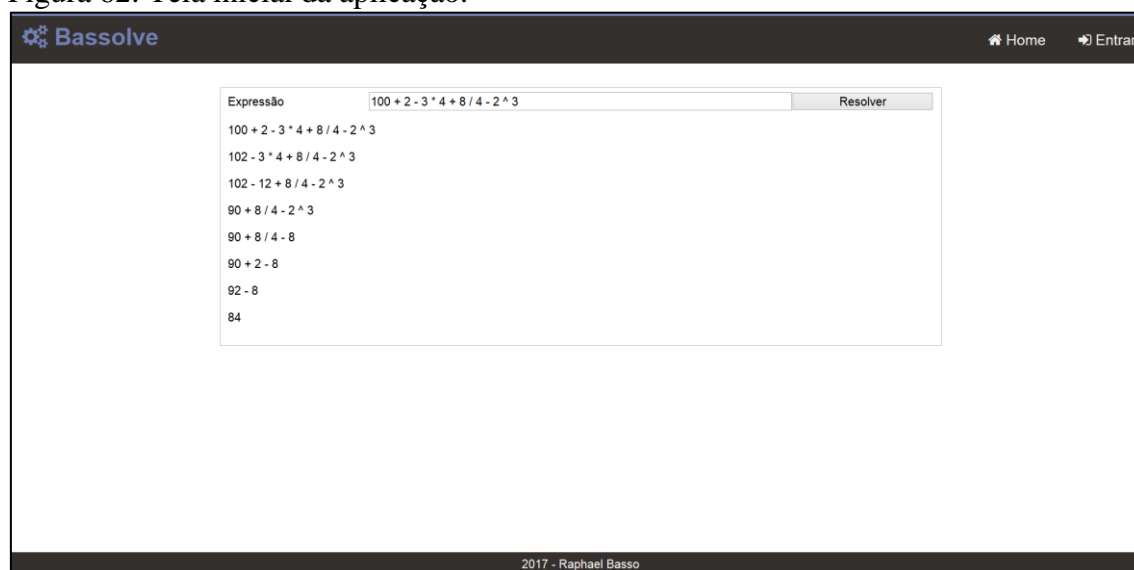 Figura 82: Tela inicial da aplicação.
Bassolve Home Entrar
Expressão 100 + 2 - 3 * 4 + 8 / 4 - 2 ^ 3 Resolver
100 + 2 - 3 * 4 + 8 / 4 - 2 ^ 3
102 - 3 * 4 + 8 / 4 - 2 ^ 3
102 - 12 + 8 / 4 - 2 ^ 3
90 + 8 / 4 - 2 ^ 3
90 + 8 / 4 - 8
90 + 2 - 8
92 - 8
84
2017 - Raphael Basso